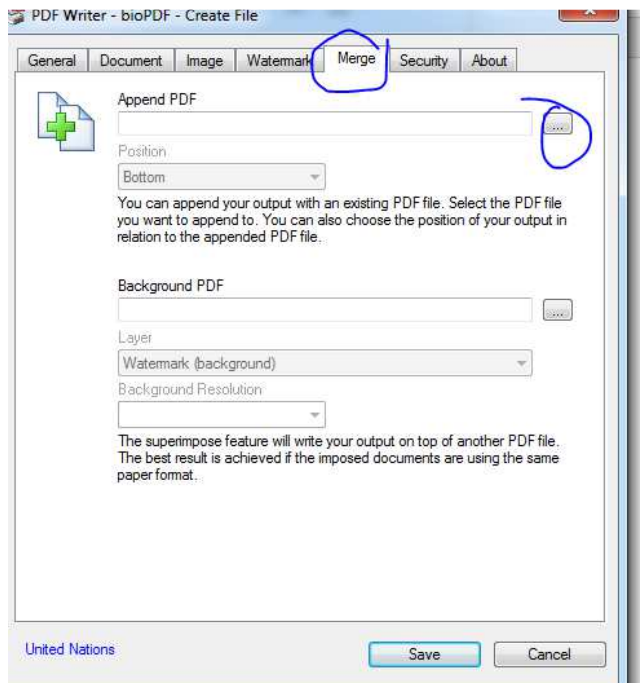 PDF Writer - bioPDF - Create File
General Document Image Watermark Merge Security About
Append PDF
...
Position
Bottom
You can append your output with an existing PDF file. Select the PDF file
you want to append to. You can also choose the position of your output in
relation to the appended PDF file.
Background PDF
...
Layer
Watermark (background)
Background Resolution
The superimpose feature will write your output on top of another PDF file.
The best result is achieved if the imposed documents are using the same
paper format.
United Nations
Save Cancel